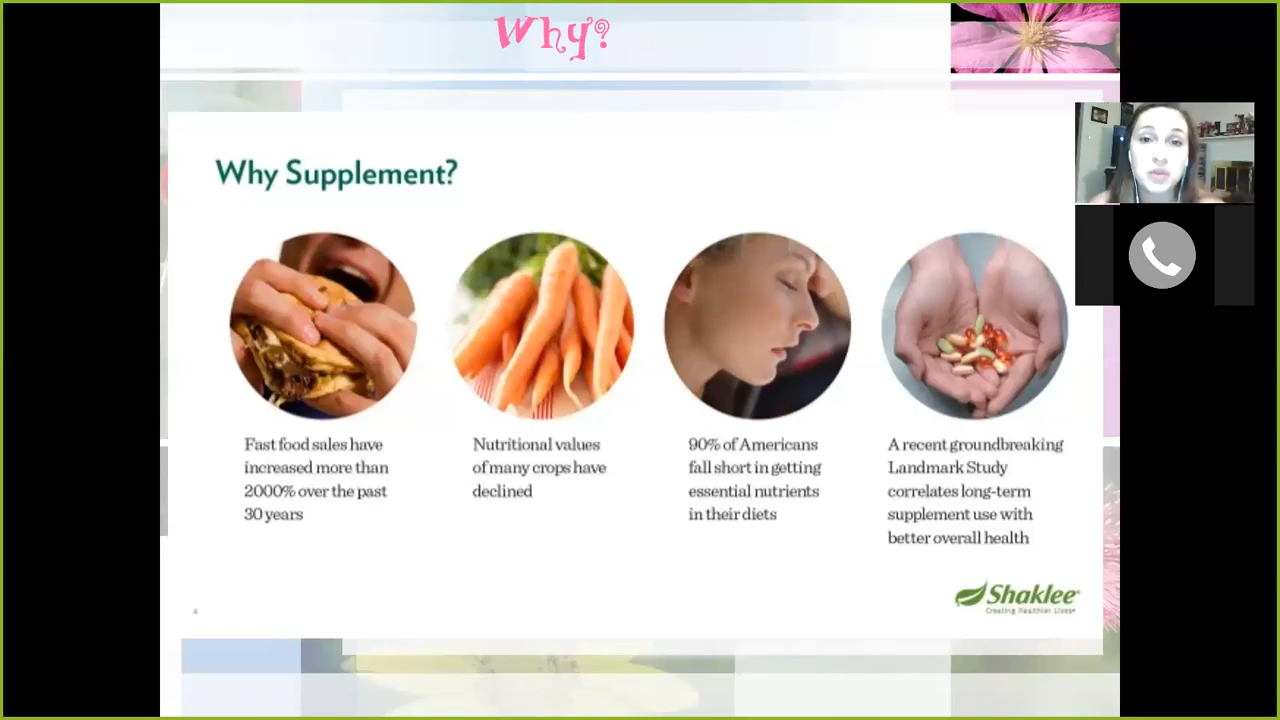 Why?
Why Supplement?
Fast food sales have
increased more than
2000% over the past
30 years
Nutritional values
of many crops have
declined
90% of Americans
fall short in getting
essential nutrients
in their diets
A recent groundbreaking
Landmark Study
correlates long-term
supplement use with
better overall health
4
Shaklee®
Creating Healthier Lives®